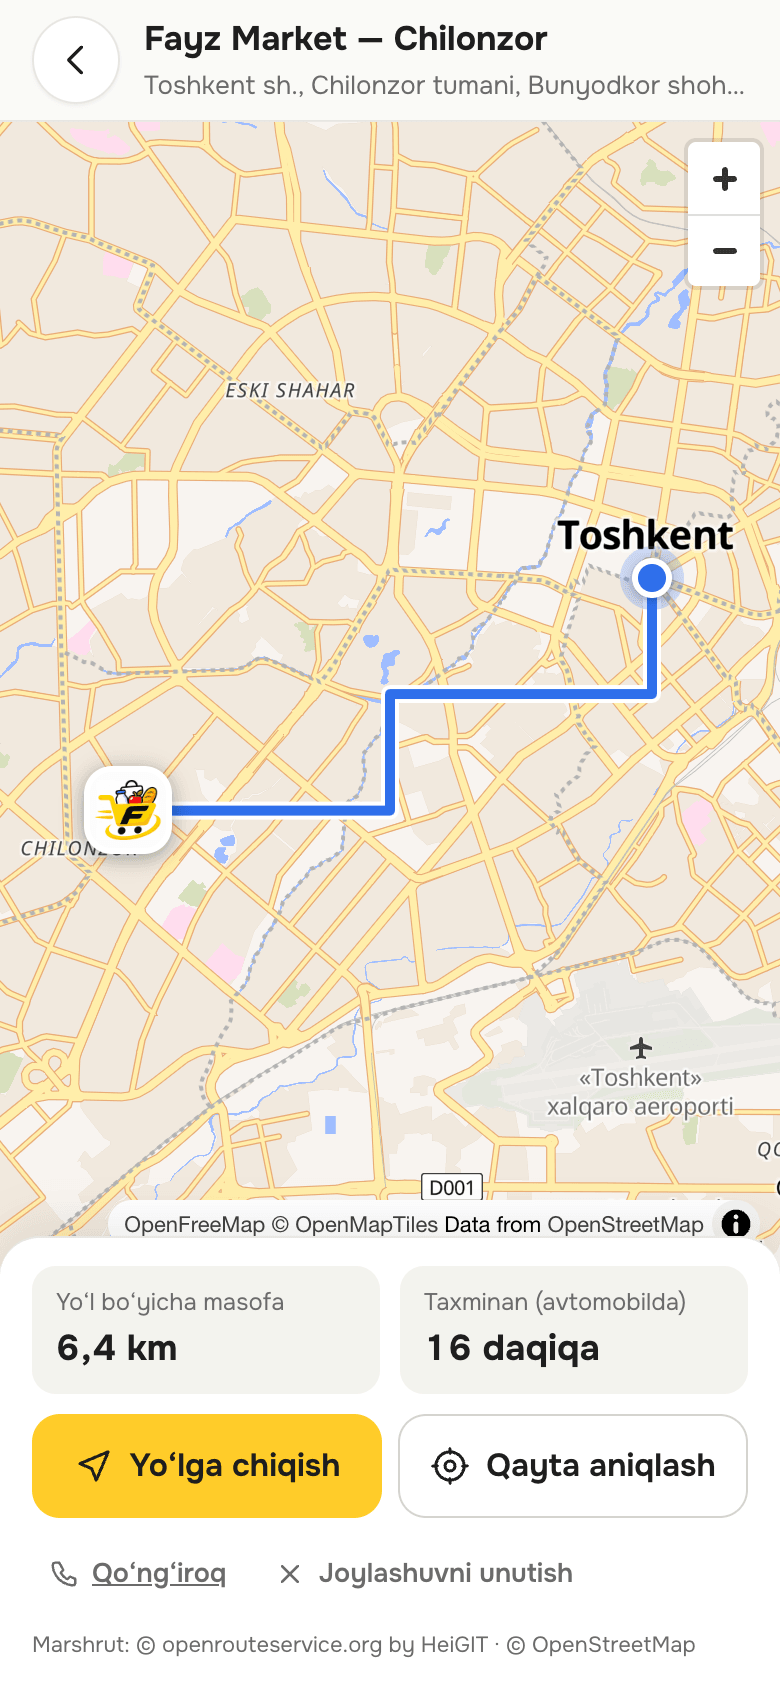 Fayz Market — Chilonzor
Toshkent sh., Chilonzor tumani, Bunyodkor shoh...
+
−
ESKI SHAHAR
Toshkent
F
«Toshkent»
xalqaro aeroporti
D001
OpenFreeMap © OpenMapTiles Data from OpenStreetMap
Yo‘l bo‘yicha masofa
6,4 km
Taxminan (avtomobilda)
16 daqiqa
Yo‘lga chiqish
Qayta aniqlash
Qo‘ng‘iroq
Joylashuvni unutish
Marshrut: © openrouteservice.org by HeiGIT · © OpenStreetMap